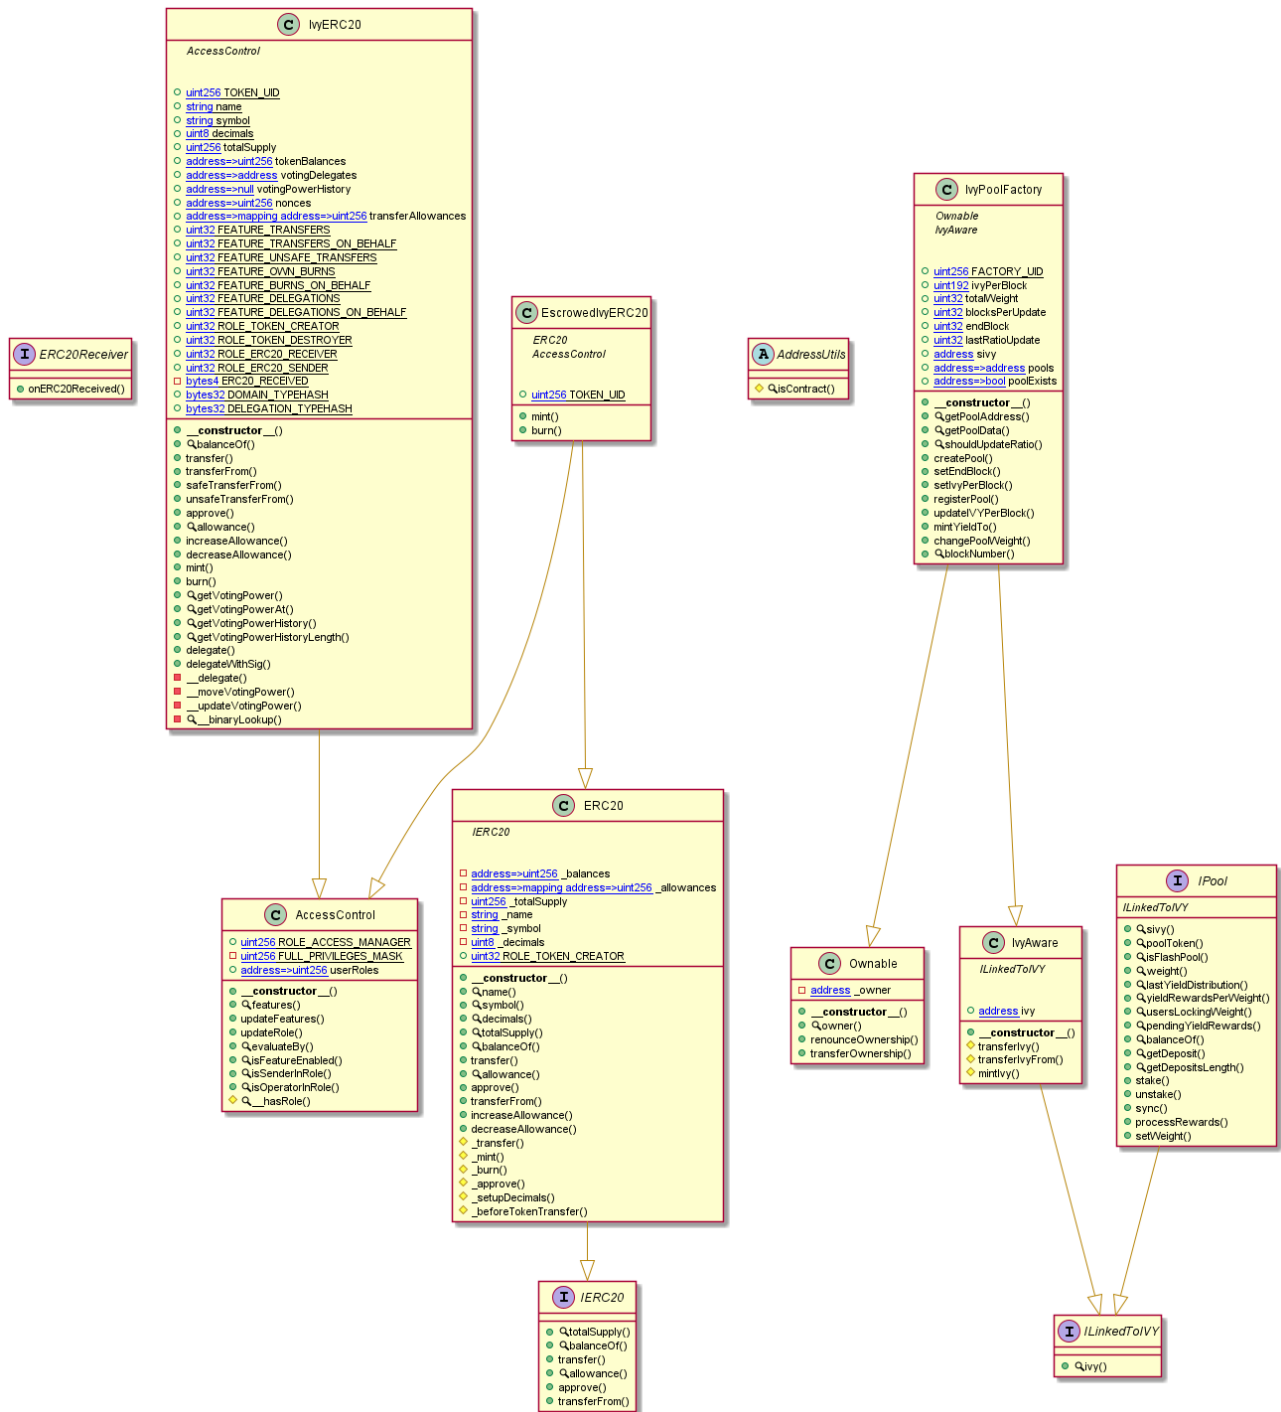 C IvyERC20
AccessControl
uint256 TOKEN_UID
string name
string symbol
uint8 decimals
uint256 totalSupply
address=>uint256 tokenBalances
address=>address votingDelegates
address=>null votingPowerHistory
address=>uint256 nonces
address=>mapping address=>uint256 transferAllowances
uint32 FEATURE_TRANSFERS
uint32 FEATURE_TRANSFERS_ON_BEHALF
uint32 FEATURE_UNSAFE_TRANSFERS
uint32 FEATURE_OWN_BURNS
uint32 FEATURE_BURNS_ON_BEHALF
uint32 FEATURE_DELEGATIONS
uint32 FEATURE_DELEGATIONS_ON_BEHALF
uint32 ROLE_TOKEN_CREATOR
uint32 ROLE_TOKEN_DESTROYER
uint32 ROLE_ERC20_RECEIVER
uint32 ROLE_ERC20_SENDER
bytes4 ERC20_RECEIVED
bytes32 DOMAIN_TYPEHASH
bytes32 DELEGATION_TYPEHASH
__constructor__()
balanceOf()
transfer()
transferFrom()
safeTransferFrom()
unsafeTransferFrom()
approve()
allowance()
increaseAllowance()
decreaseAllowance()
mint()
burn()
getVotingPower()
getVotingPowerAt()
getVotingPowerHistory()
getVotingPowerHistoryLength()
delegate()
delegateWithSig()
__delegate()
__moveVotingPower()
__updateVotingPower()
__binaryLookup()
I ERC20Receiver
onERC20Received()
C EscrowedIvyERC20
ERC20
AccessControl
uint256 TOKEN_UID
mint()
burn()
A AddressUtils
isContract()
C IvyPoolFactory
Ownable
IvyAware
uint256 FACTORY_UID
uint192 ivyPerBlock
uint32 totalWeight
uint32 blocksPerUpdate
uint32 endBlock
uint32 lastRatioUpdate
address sivy
address=>address pools
address=>bool poolExists
__constructor__()
getPoolAddress()
getPoolData()
shouldUpdateRatio()
createPool()
setEndBlock()
setIvyPerBlock()
registerPool()
updateIVYPerBlock()
mintYieldTo()
changePoolWeight()
blockNumber()
C AccessControl
uint256 ROLE_ACCESS_MANAGER
uint256 FULL_PRIVILEGES_MASK
address=>uint256 userRoles
__constructor__()
features()
updateFeatures()
updateRole()
evaluateBy()
isFeatureEnabled()
isSenderInRole()
isOperatorInRole()
__hasRole()
C ERC20
IERC20
address=>uint256 _balances
address=>mapping address=>uint256 _allowances
uint256 _totalSupply
string _name
string _symbol
uint8 _decimals
uint32 ROLE_TOKEN_CREATOR
__constructor__()
name()
symbol()
decimals()
totalSupply()
balanceOf()
transfer()
allowance()
approve()
transferFrom()
increaseAllowance()
decreaseAllowance()
_transfer()
_mint()
_burn()
_approve()
_setupDecimals()
_beforeTokenTransfer()
C Ownable
address _owner
__constructor__()
owner()
renounceOwnership()
transferOwnership()
C IvyAware
ILinkedToIVY
address ivy
__constructor__()
transferIvy()
transferIvyFrom()
mintIvy()
I IPool
ILinkedToIVY
sivy()
poolToken()
isFlashPool()
weight()
lastYieldDistribution()
yieldRewardsPerWeight()
usersLockingWeight()
pendingYieldRewards()
balanceOf()
getDeposit()
getDepositsLength()
stake()
unstake()
sync()
processRewards()
setWeight()
I IERC20
totalSupply()
balanceOf()
transfer()
allowance()
approve()
transferFrom()
I ILinkedToIVY
ivy()